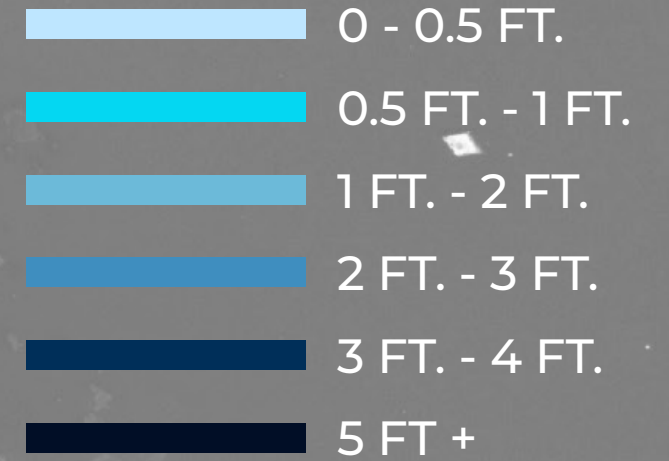 0 - 0.5 FT.
0.5 FT. - 1 FT.
1 FT. - 2 FT.
2 FT. - 3 FT.
3 FT. - 4 FT.
5 FT +